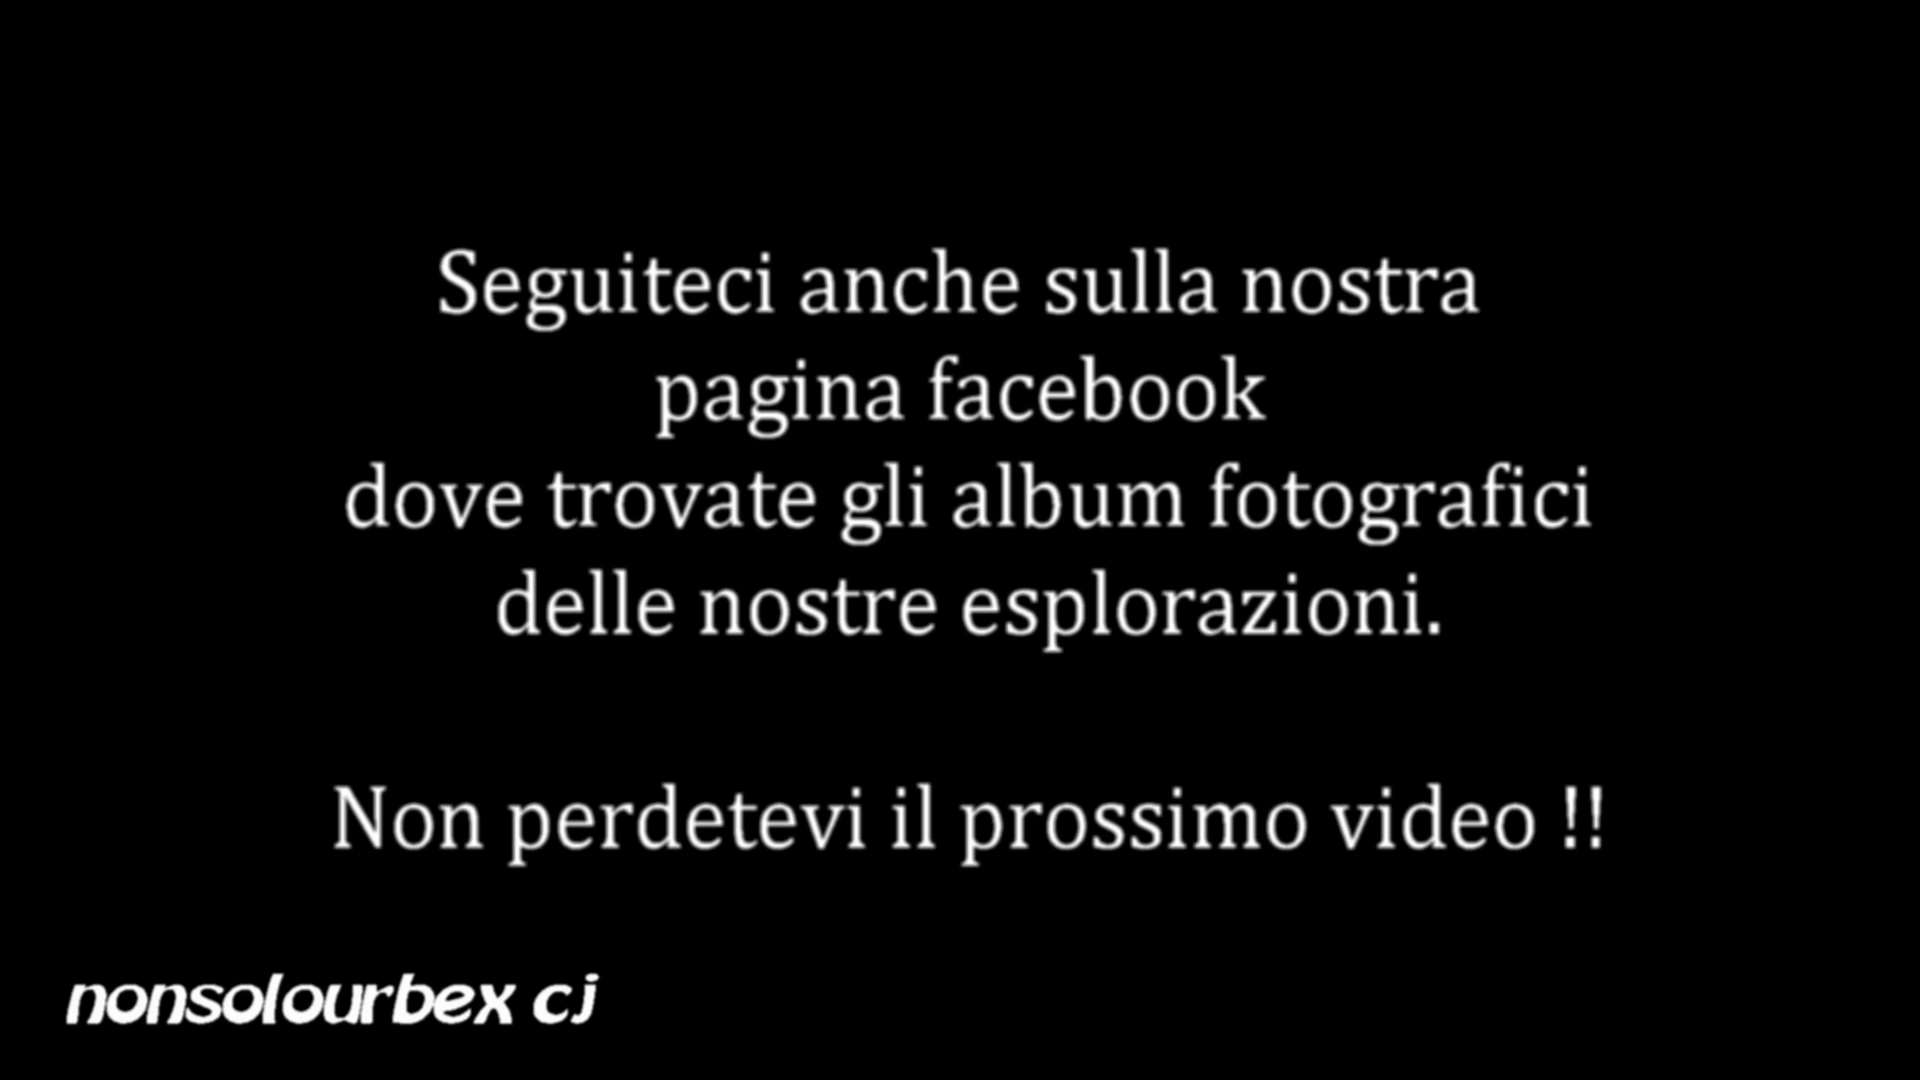 Seguiteci anche sulla nostra
pagina facebook
dove trovate gli album fotografici
delle nostre esplorazioni.
Non perdetevi il prossimo video !!
nonsolourbex cj